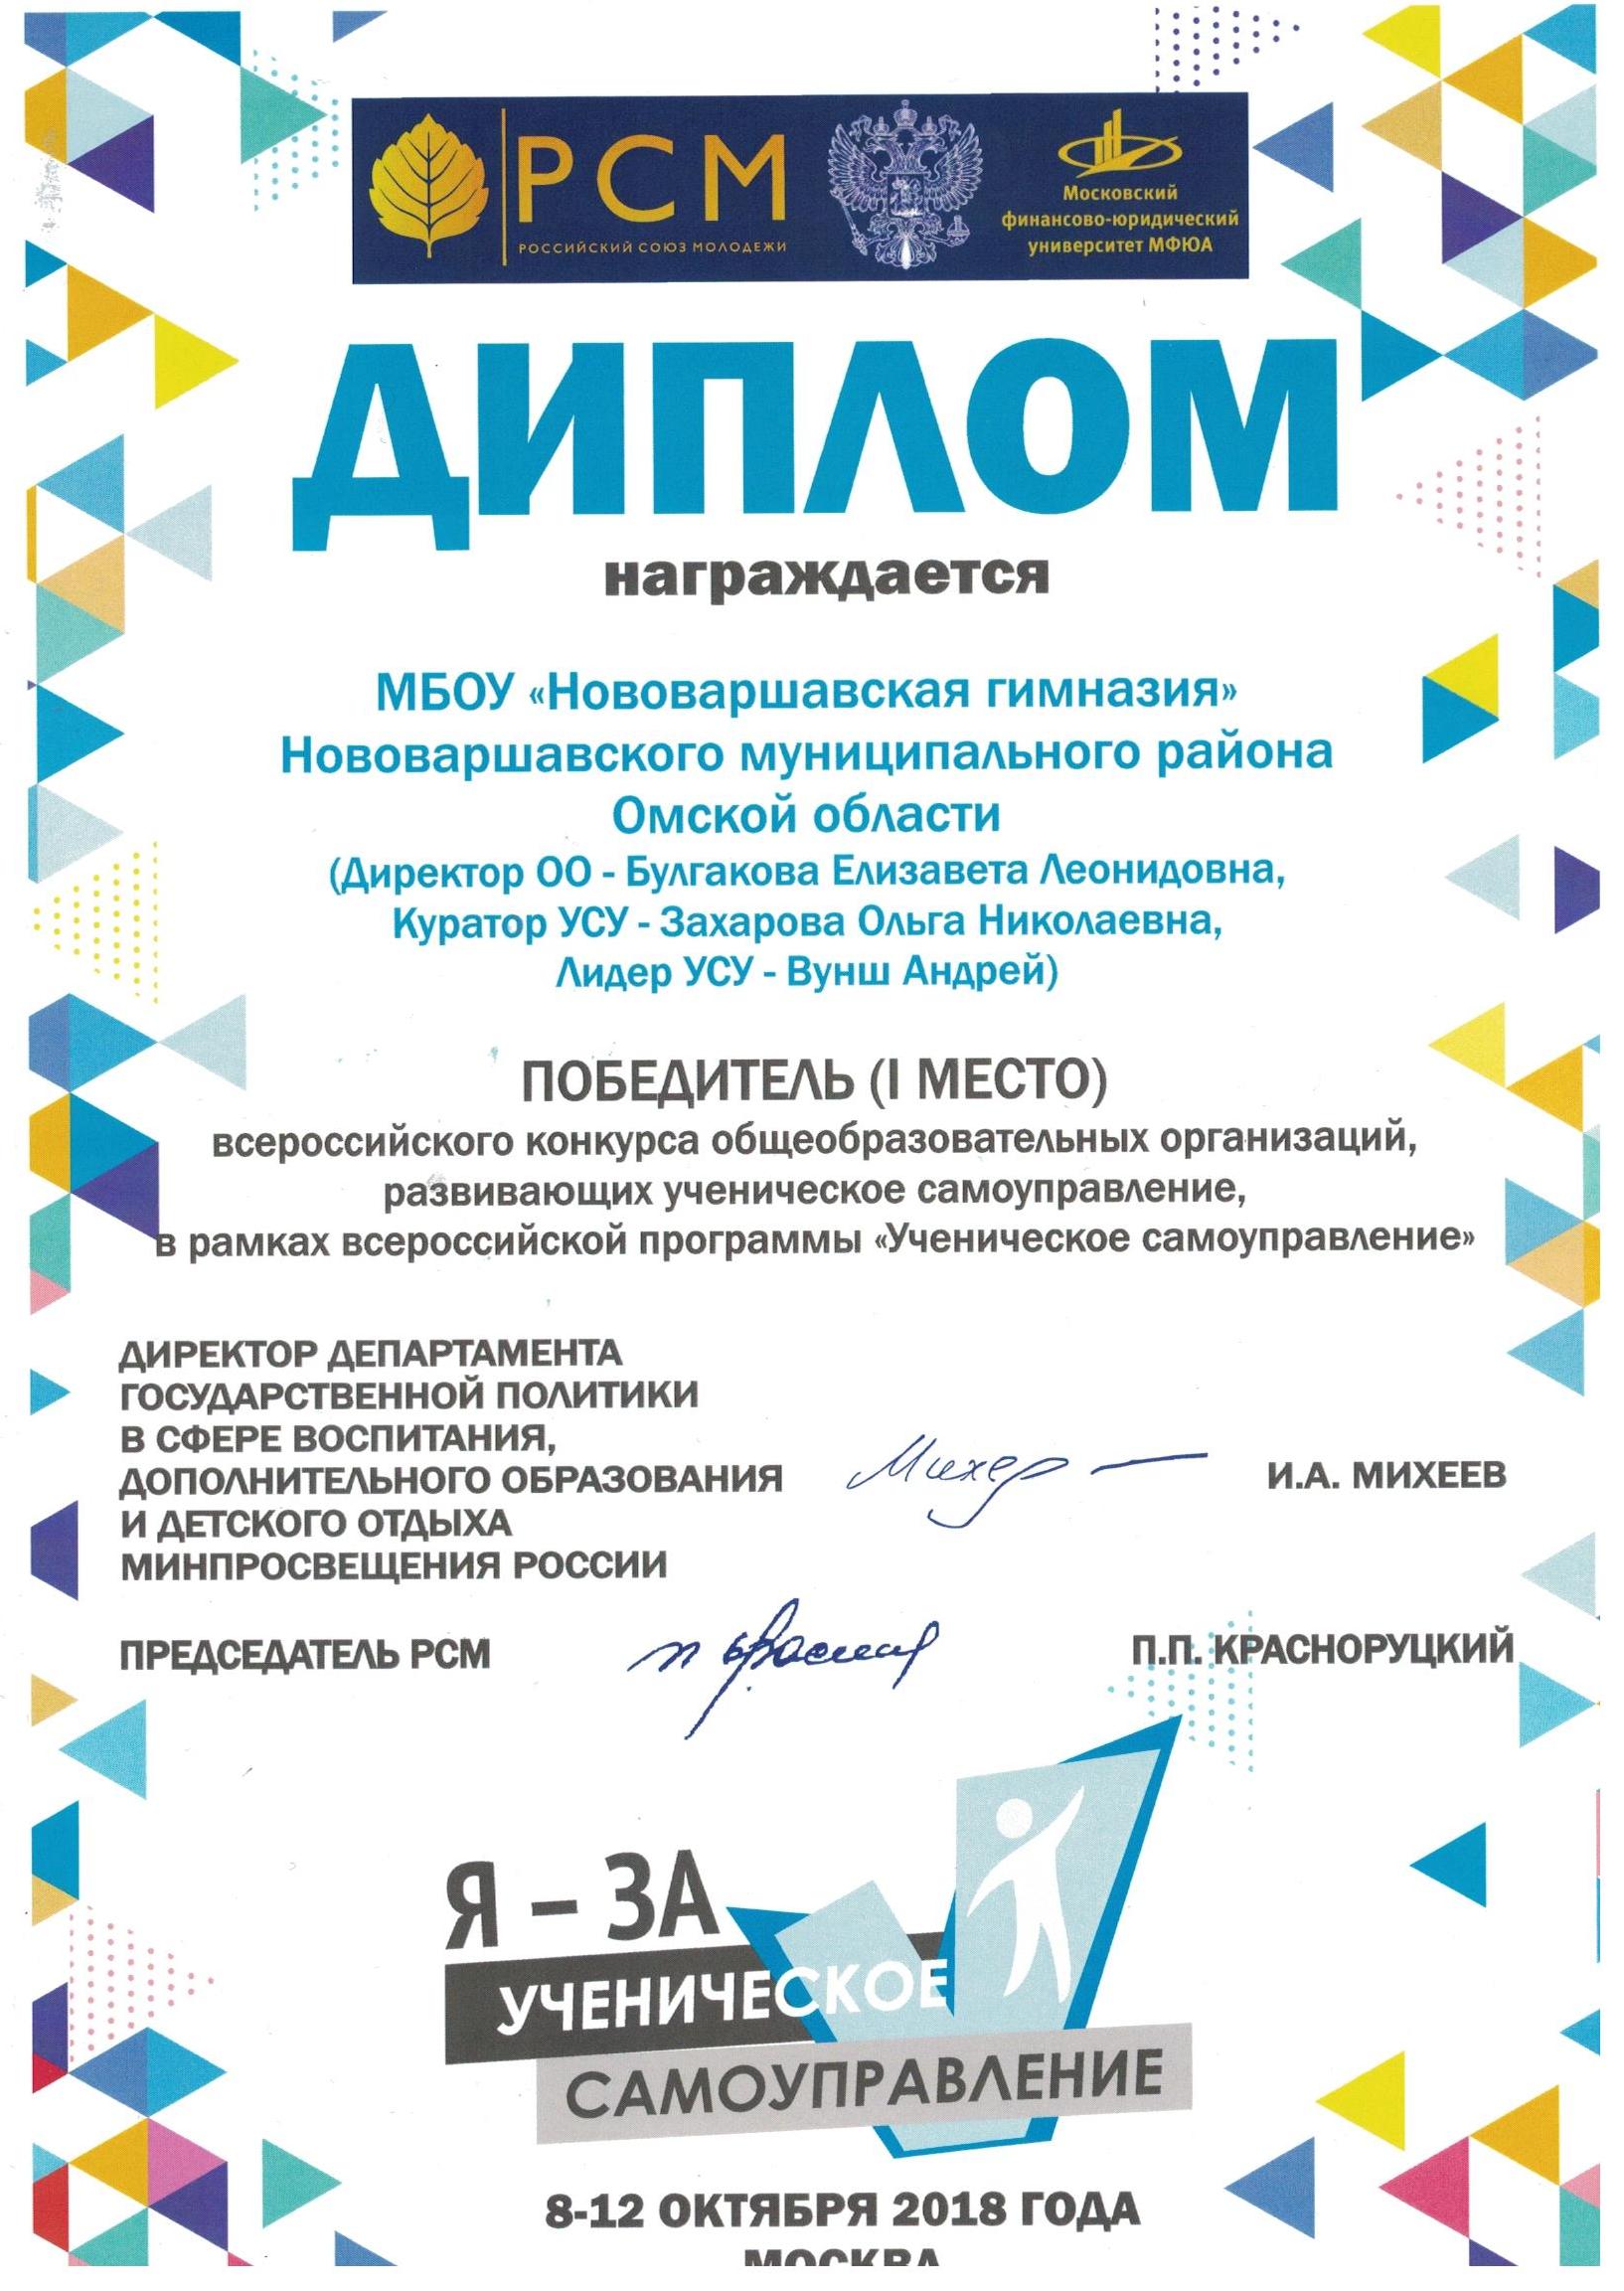 РСМ
РОССИЙСКИЙ СОЮЗ МОЛОДЕЖИ
Московский
финансово-юридический
университет МФЮА
ДИПЛОМ
награждается
МБОУ «Нововаршавская гимназия»
Нововаршавского муниципального района
Омской области
(Директор ОО - Булгакова Елизавета Леонидовна,
Куратор УСУ - Захарова Ольга Николаевна,
Лидер УСУ - Вунш Андрей)
ПОБЕДИТЕЛЬ (I МЕСТО)
всероссийского конкурса общеобразовательных организаций,
развивающих ученическое самоуправление,
в рамках всероссийской программы «Ученическое самоуправление»
ДИРЕКТОР ДЕПАРТАМЕНТА
ГОСУДАРСТВЕННОЙ ПОЛИТИКИ
В СФЕРЕ ВОСПИТАНИЯ,
ДОПОЛНИТЕЛЬНОГО ОБРАЗОВАНИЯ
И ДЕТСКОГО ОТДЫХА
МИНПРОСВЕЩЕНИЯ РОССИИ
И.А. МИХЕЕВ
ПРЕДСЕДАТЕЛЬ РСМ
П.П. КРАСНОРУЦКИЙ
Я – ЗА
УЧЕНИЧЕСКОЕ
САМОУПРАВЛЕНИЕ
8-12 ОКТЯБРЯ 2018 ГОДА
МОСКВА